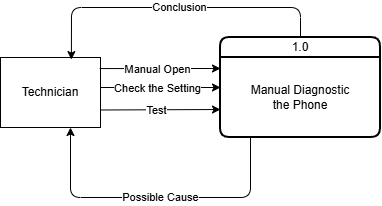 Conclusion
1.0
Manual Open
Technician
Check the Setting
Manual Diagnostic
the Phone
Test
Possible Cause